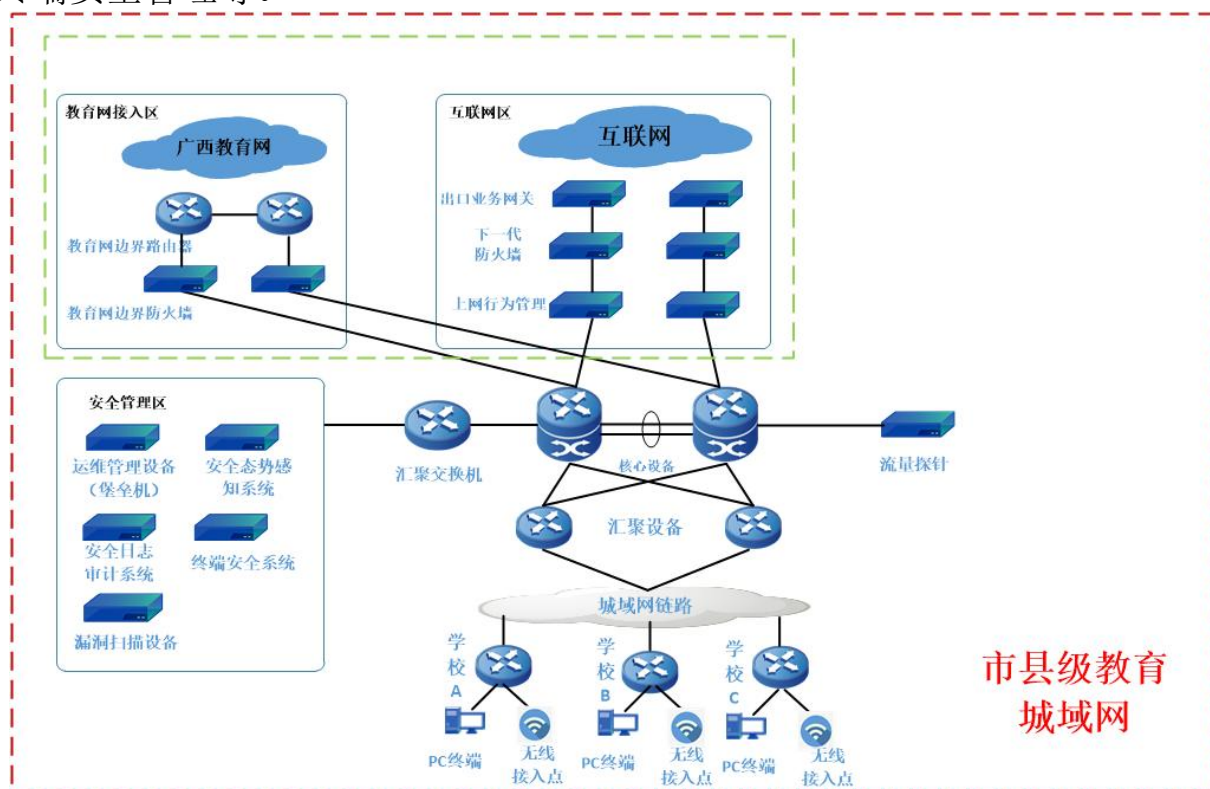 教育网接入区
广西教育网
教育网边界路由器
教育网边界防火墙
互联网区
互联网
出口业务网关
下一代
防火墙
上网行为管理
安全管理区
运维管理设备
（堡垒机）
安全态势感
知系统
安全日志
审计系统
终端安全系统
漏洞扫描设备
汇聚交换机
核心设备
流量探针
汇聚设备
城域网链路
学
校
A
PC终端
无线
接入点
学
校
B
PC终端
无线
接入点
学
校
C
PC终端
无线
接入点
市县级教育
城域网